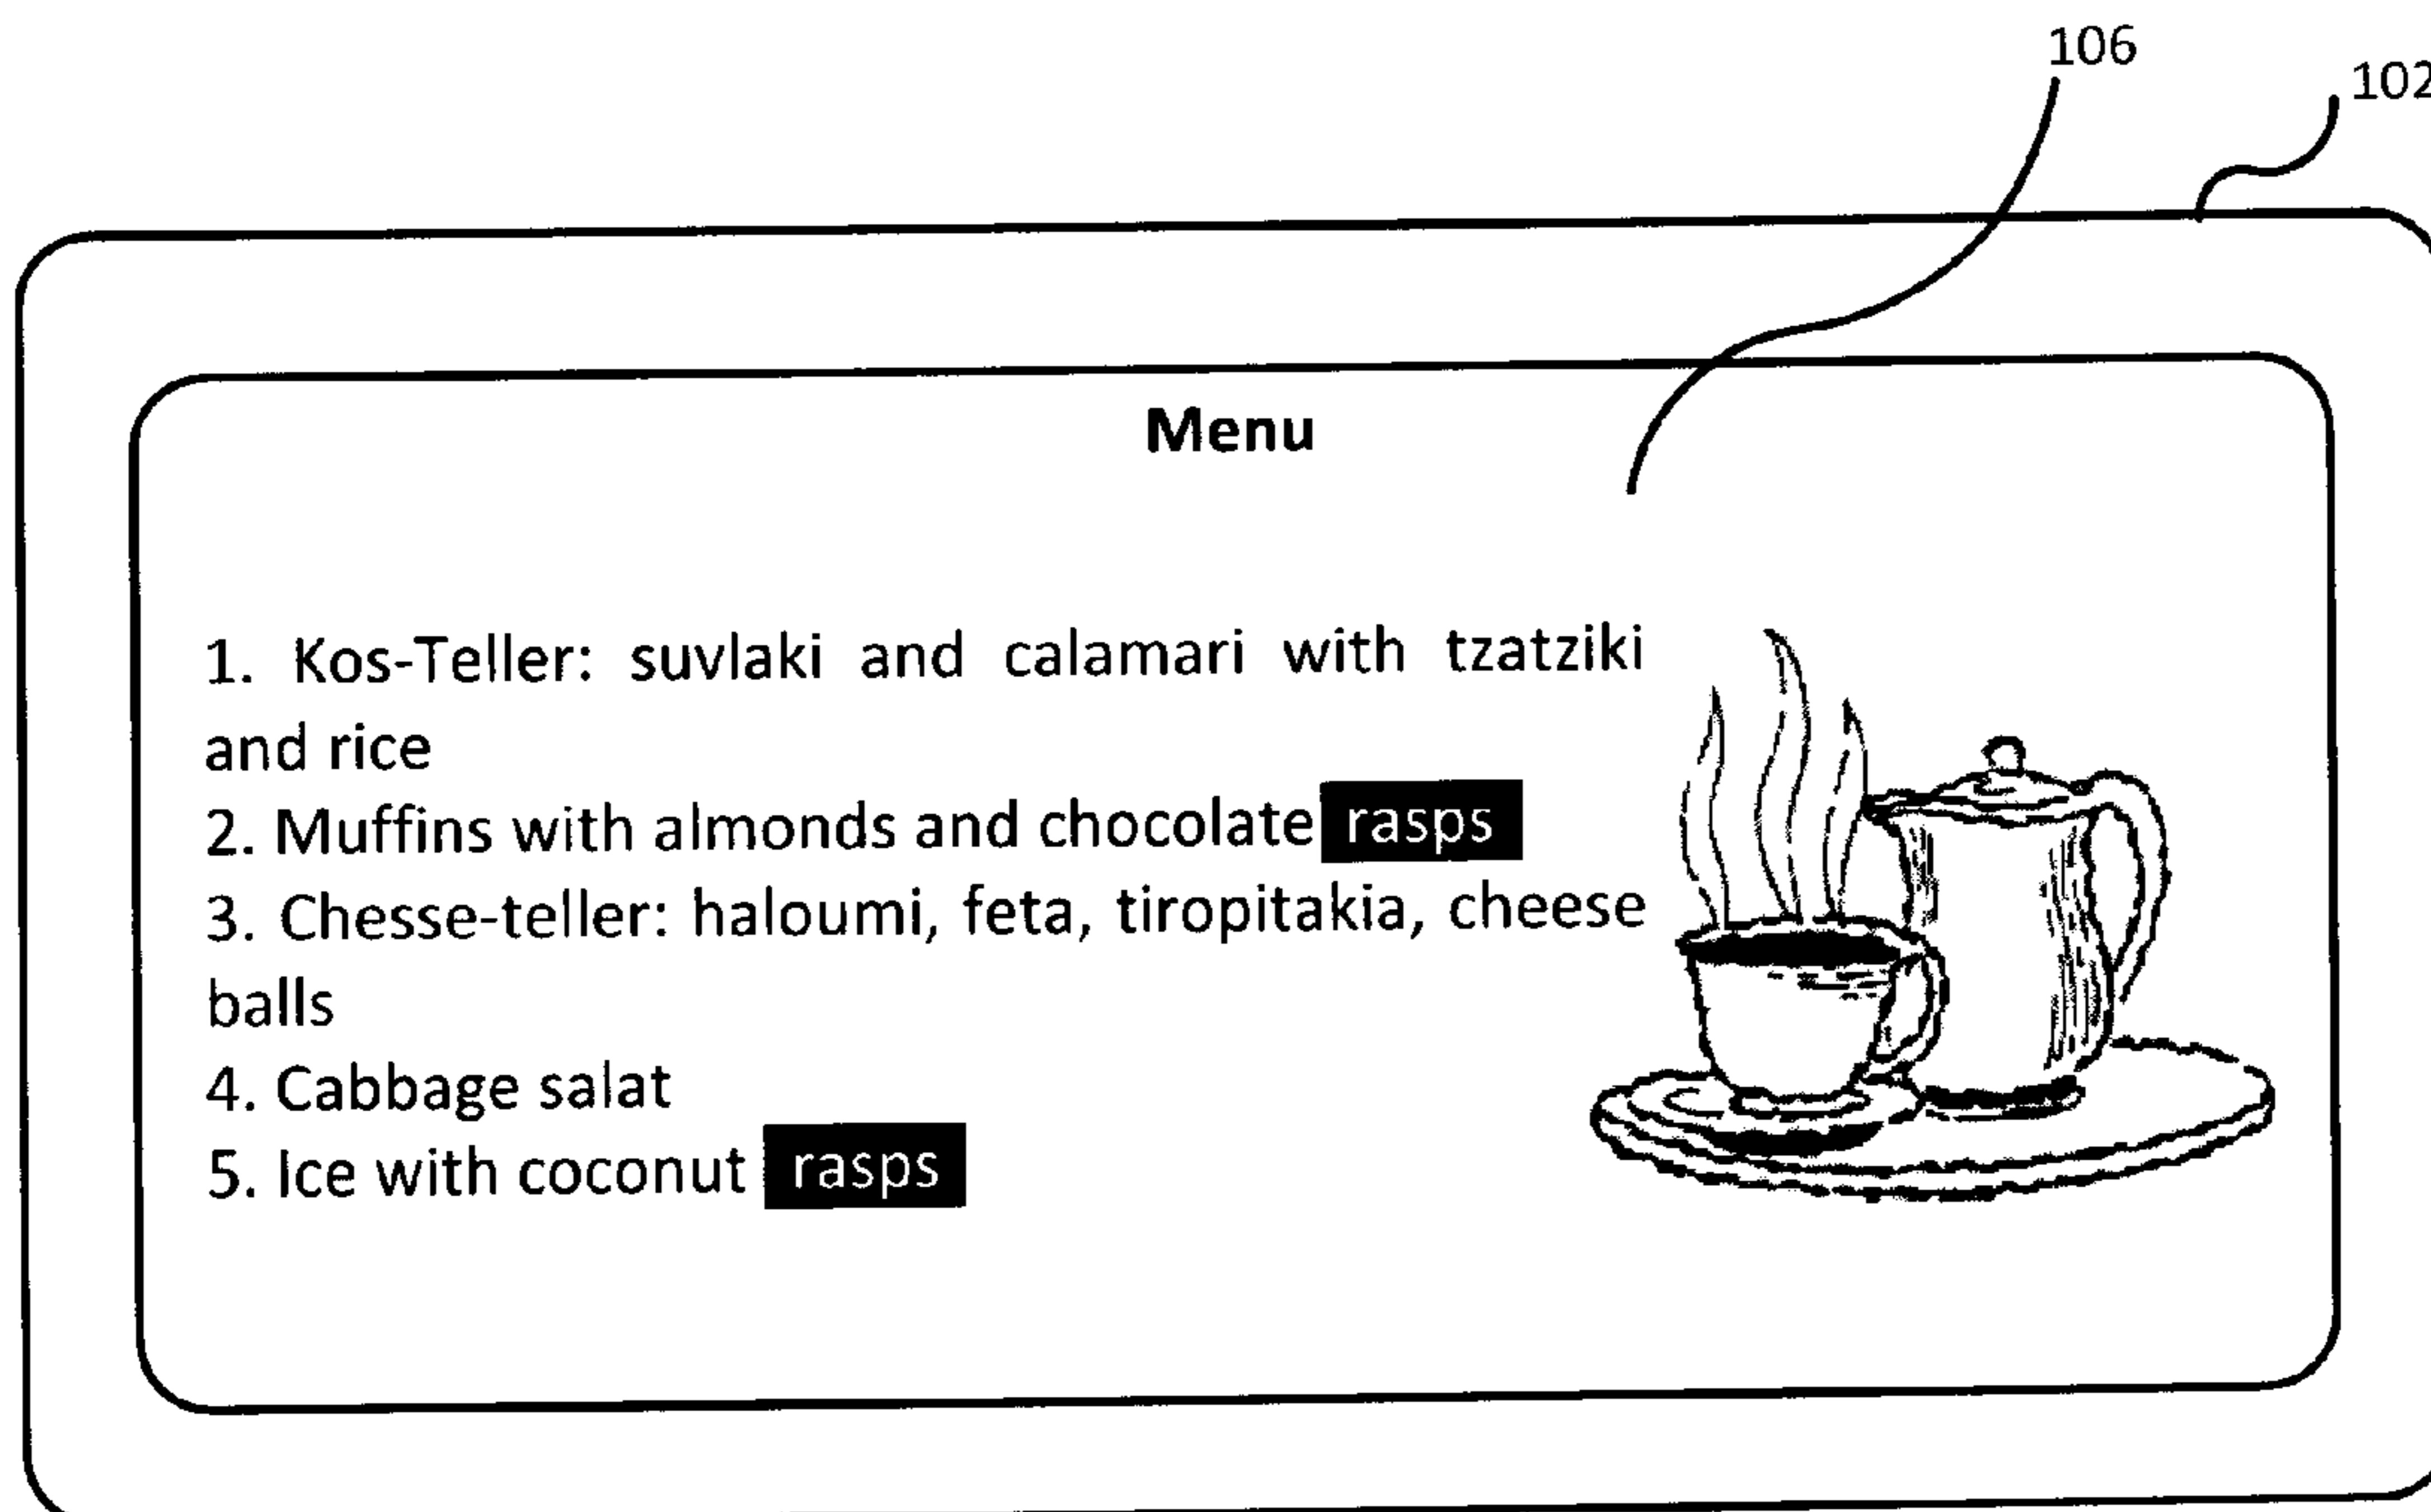 106
102
Menu
1. Kos-Teller: suvlaki and calamari with tzatziki
and rice
2. Muffins with almonds and chocolate rasps
3. Chesse-teller: haloumi, feta, tiropitakia, cheese
balls
4. Cabbage salat
5. Ice with coconut rasps